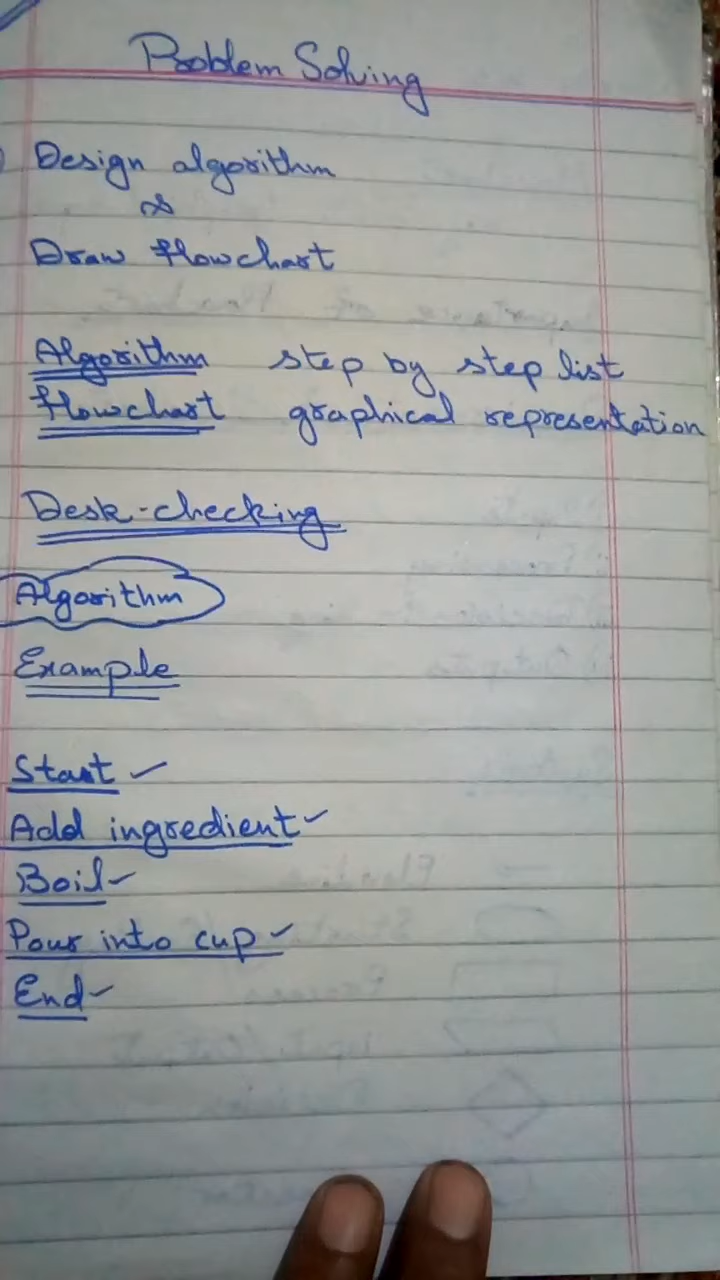 Problem Solving
Design algorithm
&
Draw flowchart
Algorithm step by step list
flowchart graphical representation
Desk-checking
Algorithm
Example
Start ✓
Add ingredient ✓
Boil ✓
Pour into cup ✓
End ✓